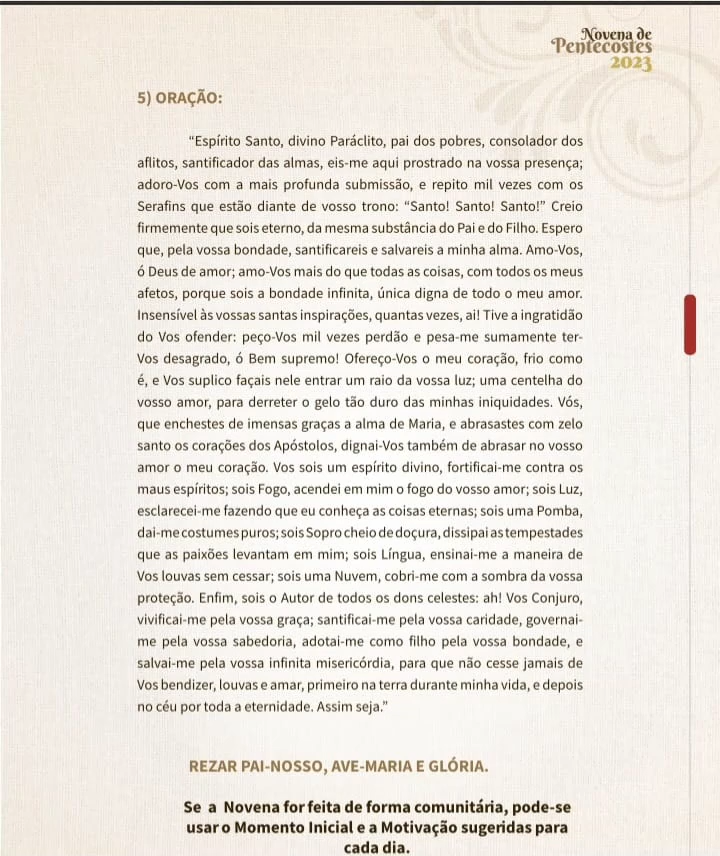 Novena de
Pentecostes
2023
5) ORAÇÃO:
“Espírito Santo, divino Paráclito, pai dos pobres, consolador dos
aflitos, santificador das almas, eis-me aqui prostrado na vossa presença;
adoro-Vos com a mais profunda submissão, e repito mil vezes com os
Serafins que estão diante de vosso trono: “Santo! Santo! Santo!” Creio
firmemente que sois eterno, da mesma substância do Pai e do Filho. Espero
que, pela vossa bondade, santificareis e salvareis a minha alma. Amo-Vos,
ó Deus de amor; amo-Vos mais do que todas as coisas, com todos os meus
afetos, porque sois a bondade infinita, única digna de todo o meu amor.
Insensível às vossas santas inspirações, quantas vezes, ai! Tive a ingratidão
do Vos ofender: peço-Vos mil vezes perdão e pesa-me sumamente ter-
Vos desagrado, ó Bem supremo! Ofereço-Vos o meu coração, frio como
é, e Vos suplico façais nele entrar um raio da vossa luz; uma centelha do
vosso amor, para derreter o gelo tão duro das minhas iniquidades. Vós,
que enchestes de imensas graças a alma de Maria, e abrasastes com zelo
santo os corações dos Apóstolos, dignai-Vos também de abrasar no vosso
amor o meu coração. Vos sois um espírito divino, fortificai-me contra os
maus espíritos; sois Fogo, acendei em mim o fogo do vosso amor; sois Luz,
esclarecei-me fazendo que eu conheça as coisas eternas; sois uma Pomba,
dai-me costumes puros; sois Sopro cheio de doçura, dissipai as tempestades
que as paixões levantam em mim; sois Língua, ensinai-me a maneira de
Vos louvas sem cessar; sois uma Nuvem, cobri-me com a sombra da vossa
proteção. Enfim, sois o Autor de todos os dons celestes: ah! Vos Conjuro,
vivificai-me pela vossa graça; santificai-me pela vossa caridade, governai-
me pela vossa sabedoria, adotai-me como filho pela vossa bondade, e
salvai-me pela vossa infinita misericórdia, para que não cesse jamais de
Vos bendizer, louvas e amar, primeiro na terra durante minha vida, e depois
no céu por toda a eternidade. Assim seja.”
REZAR PAI-NOSSO, AVE-MARIA E GLÓRIA.
Se a Novena for feita de forma comunitária, pode-se
usar o Momento Inicial e a Motivação sugeridas para
cada dia.